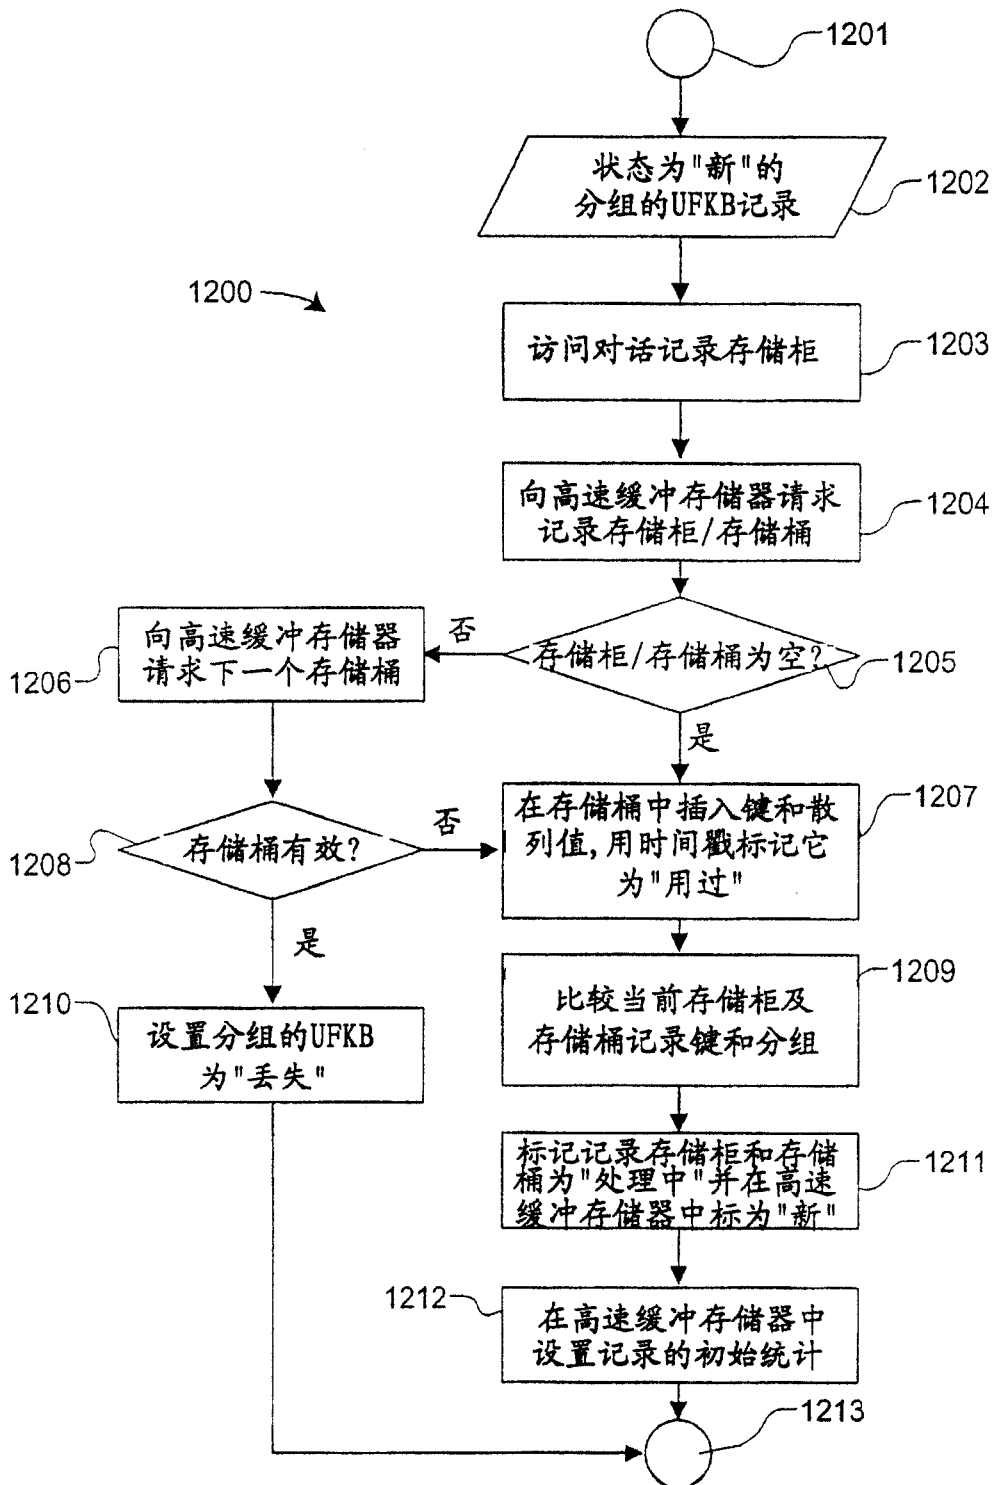 1201
状态为"新"的
分组的UFKB记录
1202
1200
访问对话记录存储柜
1203
向高速缓冲存储器请求
记录存储柜/存储桶
1204
存储柜/存储桶为空?
1205
否
向高速缓冲存储器
请求下一个存储桶
1206
是
在存储桶中插入键和散
列值,用时间戳标记它
为"用过"
1207
存储桶有效?
1208
否
是
比较当前存储柜及
存储桶记录键和分组
1209
设置分组的UFKB
为"丢失"
1210
标记记录存储柜和存储
桶为"处理中"并在高速
缓冲存储器中标为"新"
1211
在高速缓冲存储器中
设置记录的初始统计
1212
1213